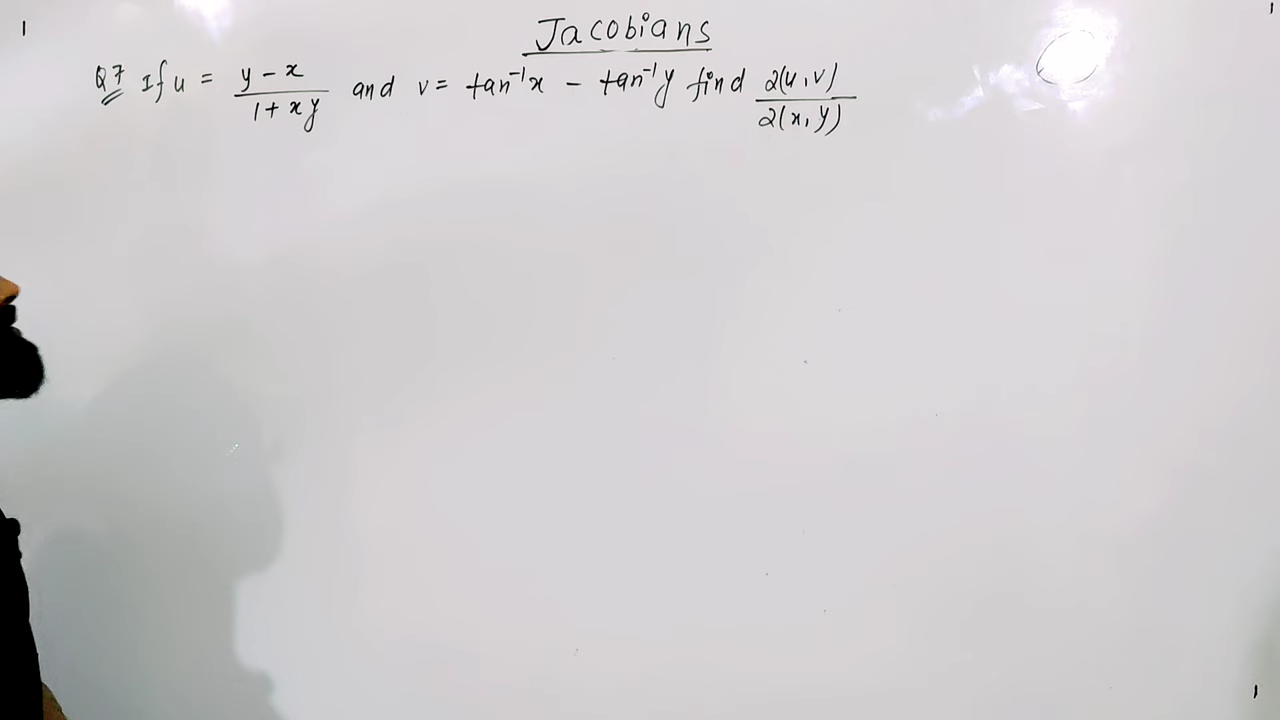 Jacobians
Q7 If u = (y - x)/(1 + xy) and v = tan⁻¹x - tan⁻¹y find ∂(u, v)/∂(x, y)